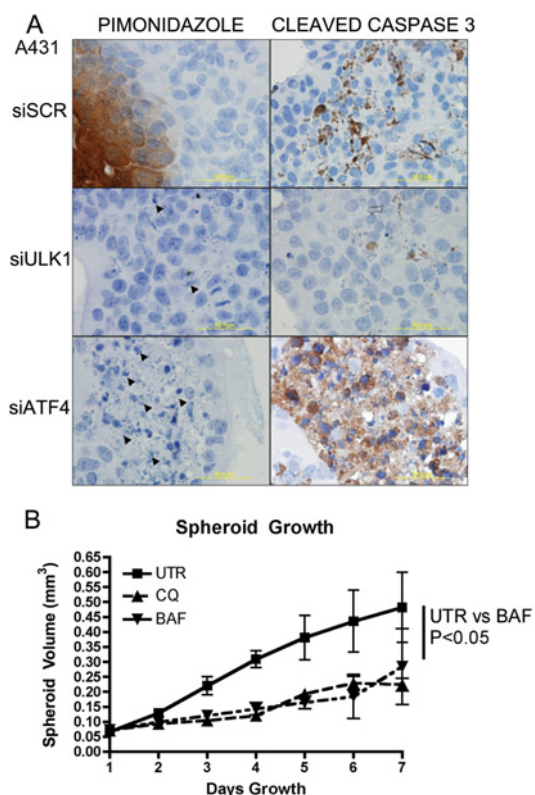 A
PIMONIDAZOLE CLEAVED CASPASE 3
A431
siSCR
siULK1
siATF4
B
Spheroid Growth
Spheroid Volume (mm³)
0.65
0.60
0.55
0.50
0.45
0.40
0.35
0.30
0.25
0.20
0.15
0.10
0.05
0.00
UTR
CQ
BAF
UTR vs BAF
P<0.05
1 2 3 4 5 6 7
Days Growth